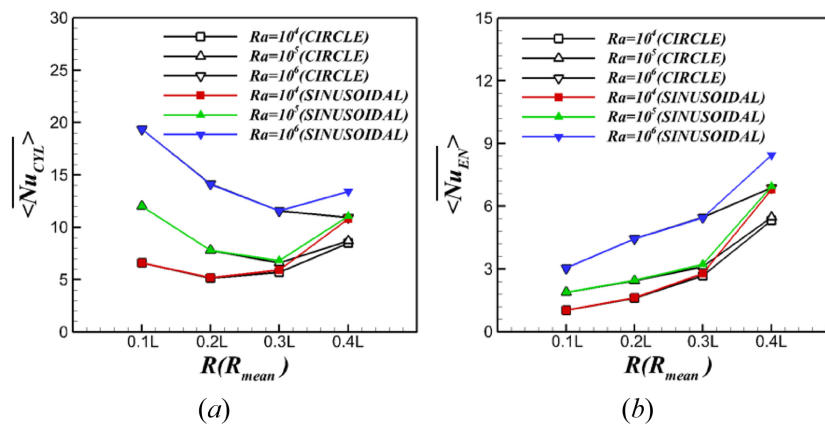 30
25
20
15
10
5
0
<Nu_CYL>
Ra=10^4(CIRCLE)
Ra=10^5(CIRCLE)
Ra=10^6(CIRCLE)
Ra=10^4(SINUSOIDAL)
Ra=10^5(SINUSOIDAL)
Ra=10^6(SINUSOIDAL)
0.1L 0.2L 0.3L 0.4L
R(R_mean)
(a)
15
12
9
6
3
0
<Nu_EN>
Ra=10^4(CIRCLE)
Ra=10^5(CIRCLE)
Ra=10^6(CIRCLE)
Ra=10^4(SINUSOIDAL)
Ra=10^5(SINUSOIDAL)
Ra=10^6(SINUSOIDAL)
0.1L 0.2L 0.3L 0.4L
R(R_mean)
(b)